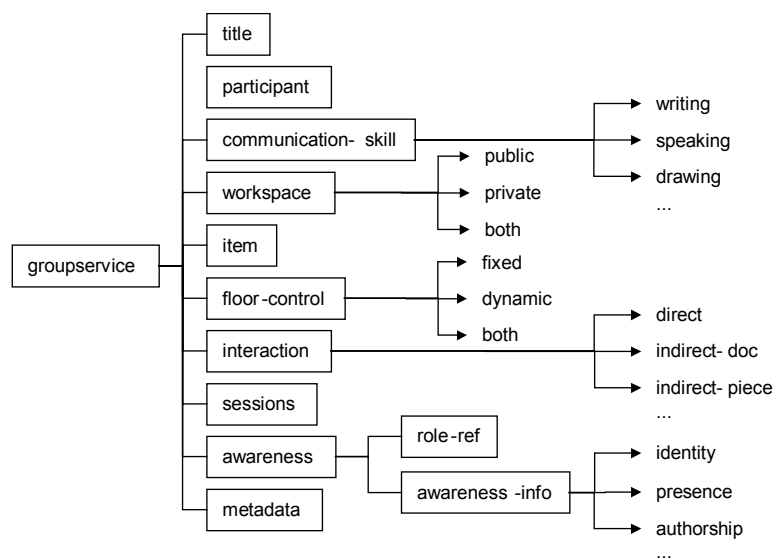 title
participant
communication- skill
writing
speaking
drawing
...
workspace
public
private
both
item
groupservice
floor-control
fixed
dynamic
both
interaction
direct
indirect- doc
indirect- piece
...
sessions
awareness
role-ref
awareness -info
identity
presence
authorship
...
metadata